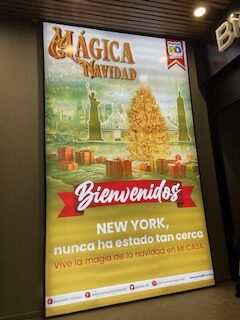 MÁGICA
NAVIDAD
Bienvenidos
NEW YORK,
nunca ha estado tan cerca
Vive la magia de la navidad en MI CASA